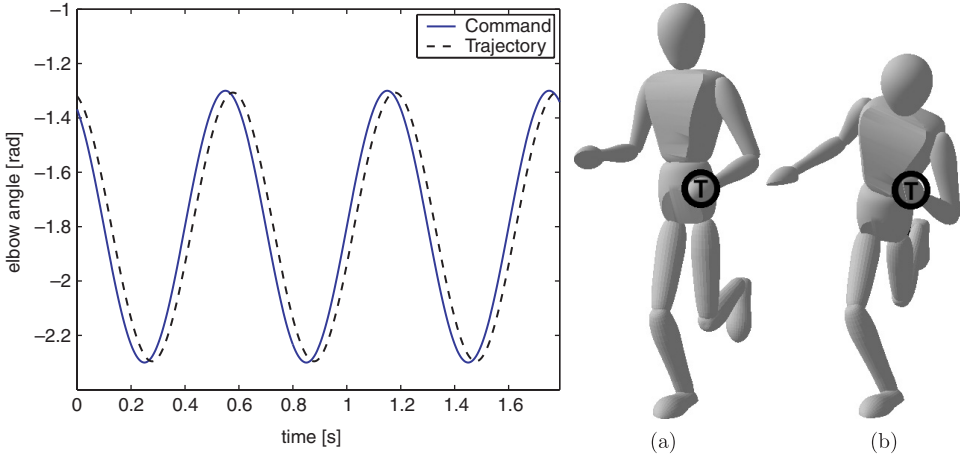 −1
−1.2
−1.4
−1.6
−1.8
−2
−2.2
elbow angle [rad]
Command
Trajectory
0 0.2 0.4 0.6 0.8 1 1.2 1.4 1.6
time [s]
T
T
(a) (b)